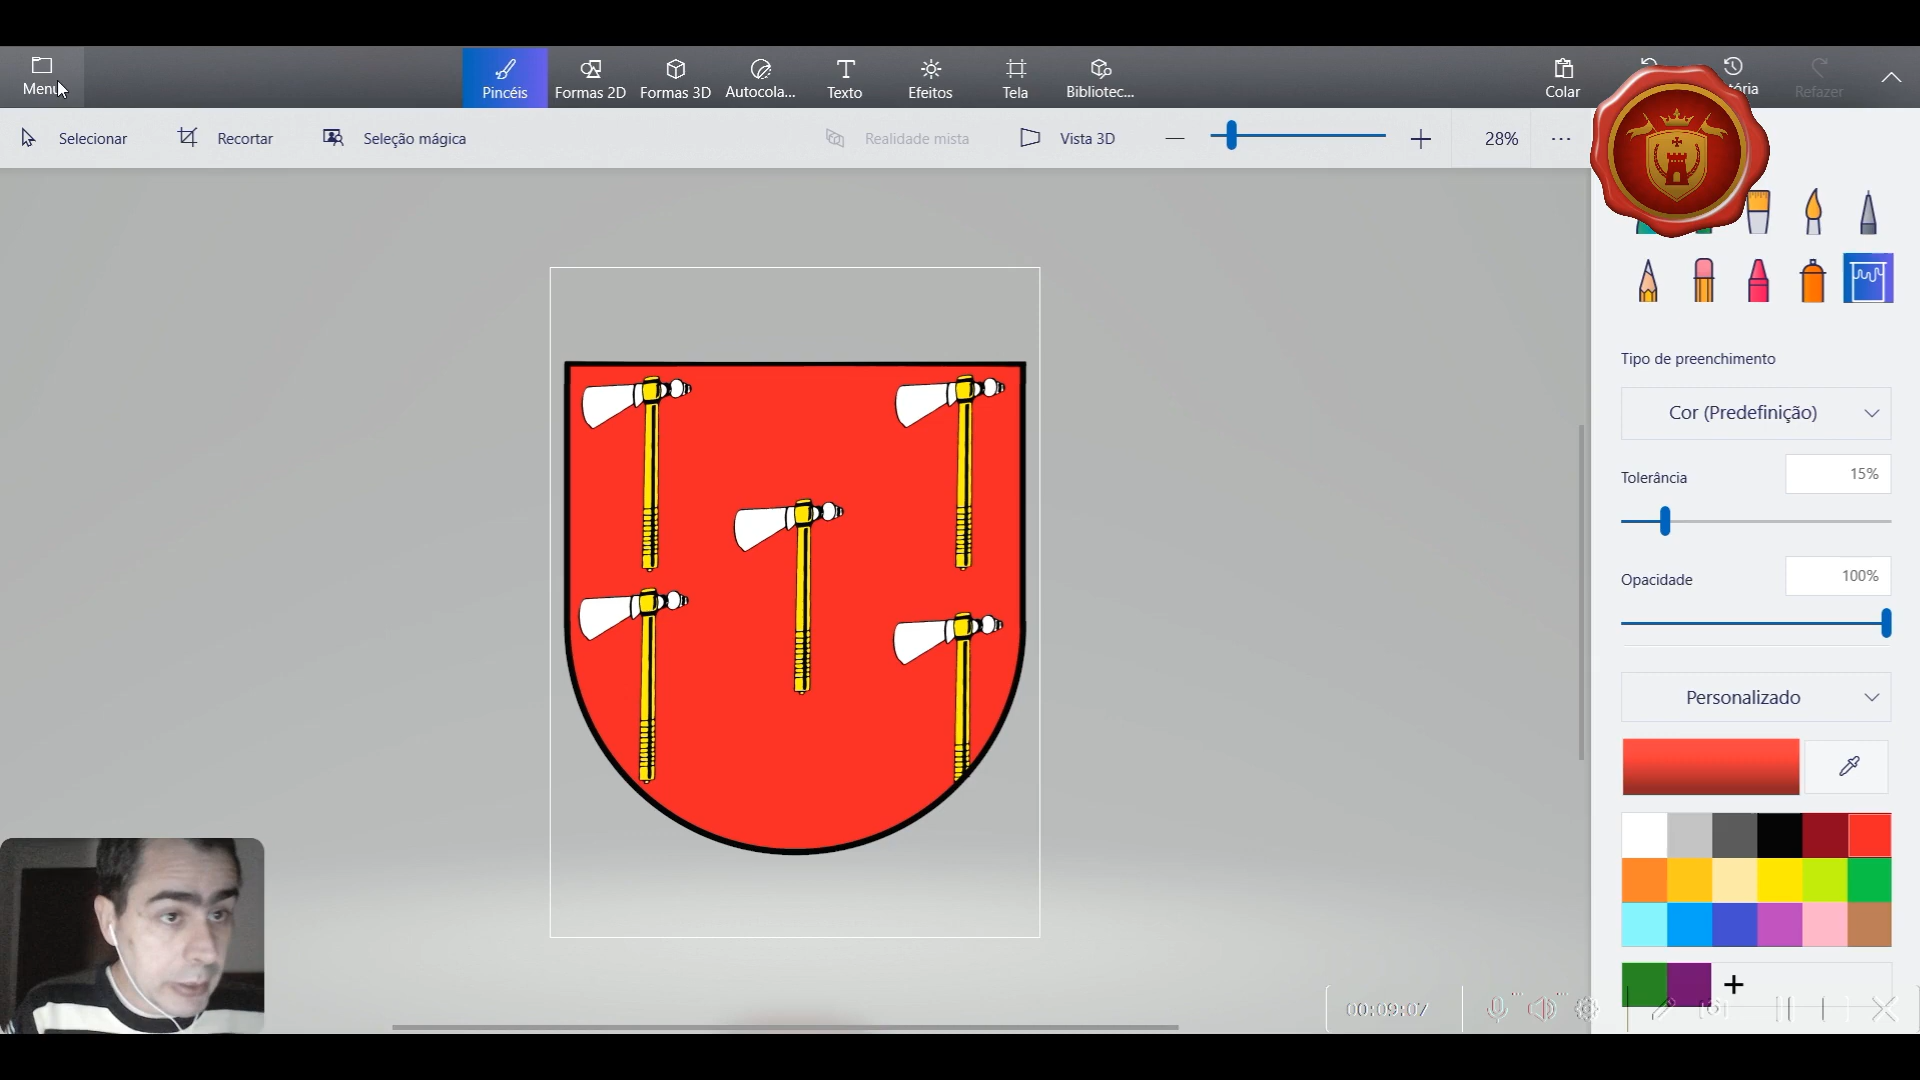 Menu
Pincéis
Formas 2D
Formas 3D
Autocola...
Texto
Efeitos
Tela
Bibliotec...
Colar
ória
Refazer
Selecionar
Recortar
Seleção mágica
Realidade mista
Vista 3D
28%
Tipo de preenchimento
Cor (Predefinição)
Tolerância
15%
Opacidade
100%
Personalizado
00:09:07